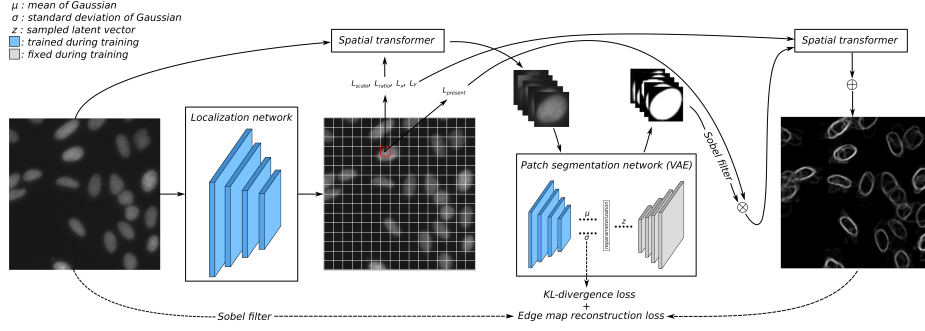 μ : mean of Gaussian
σ : standard deviation of Gaussian
z : sampled latent vector
: trained during training
: fixed during training
Spatial transformer
Spatial transformer
Localization network
L_scale, L_ratio, L_x, L_Y
L_present
Sobel filter
Patch segmentation network (VAE)
μ
σ
reparameterization
z
KL-divergence loss
+
Sobel filter
Edge map reconstruction loss